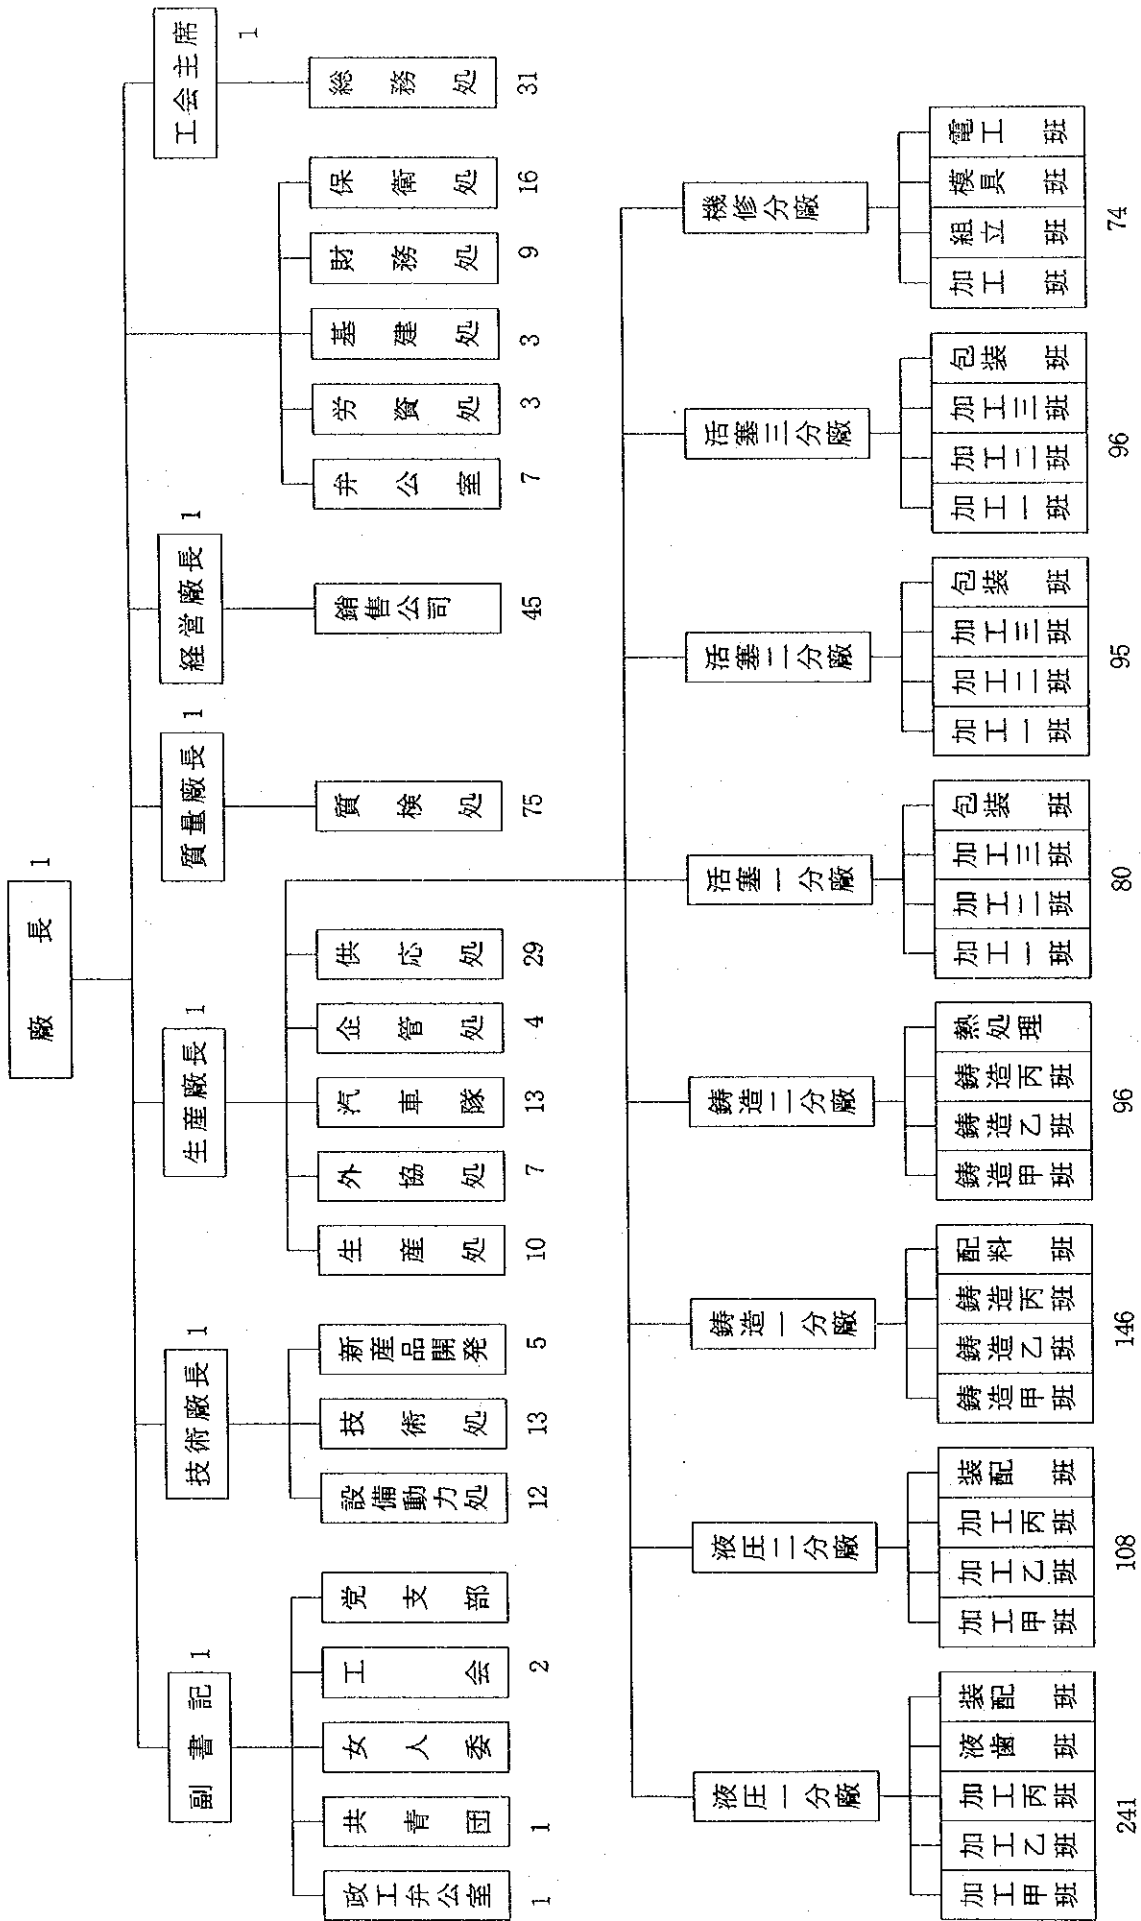 廠長 1
副書記 1
技術廠長 1
生産廠長 1
質量廠長 1
経営廠長 1
工会主席 1
政工弁公室 1
共青団 1
女人委
工会 2
党支部
設備動力処 12
技術処 13
新産品開発 5
生産処 10
外協処 7
汽車隊 13
企管処 4
供応処 29
質検処 75
銷售公司 45
弁公室 7
労資処 3
基建処 3
財務処 9
保衛処 16
総務処 31
液圧一分廠
加工甲班
加工乙班
加工丙班
液歯班
装配班
241
液圧二分廠
加工甲班
加工乙班
加工丙班
装配班
108
鋳造一分廠
鋳造甲班
鋳造乙班
鋳造丙班
配料班
146
鋳造二分廠
鋳造甲班
鋳造乙班
鋳造丙班
熱処理
96
活塞一分廠
加工一班
加工二班
加工三班
包装班
80
活塞二分廠
加工一班
加工二班
加工三班
包装班
95
活塞三分廠
加工一班
加工二班
加工三班
包装班
96
機修分廠
加工班
組立班
模具班
電工班
74